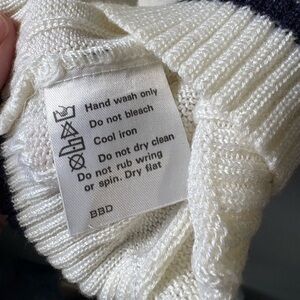 Hand wash only
Do not bleach
Cool iron
Do not dry clean
Do not rub wring
or spin. Dry flat
BBD